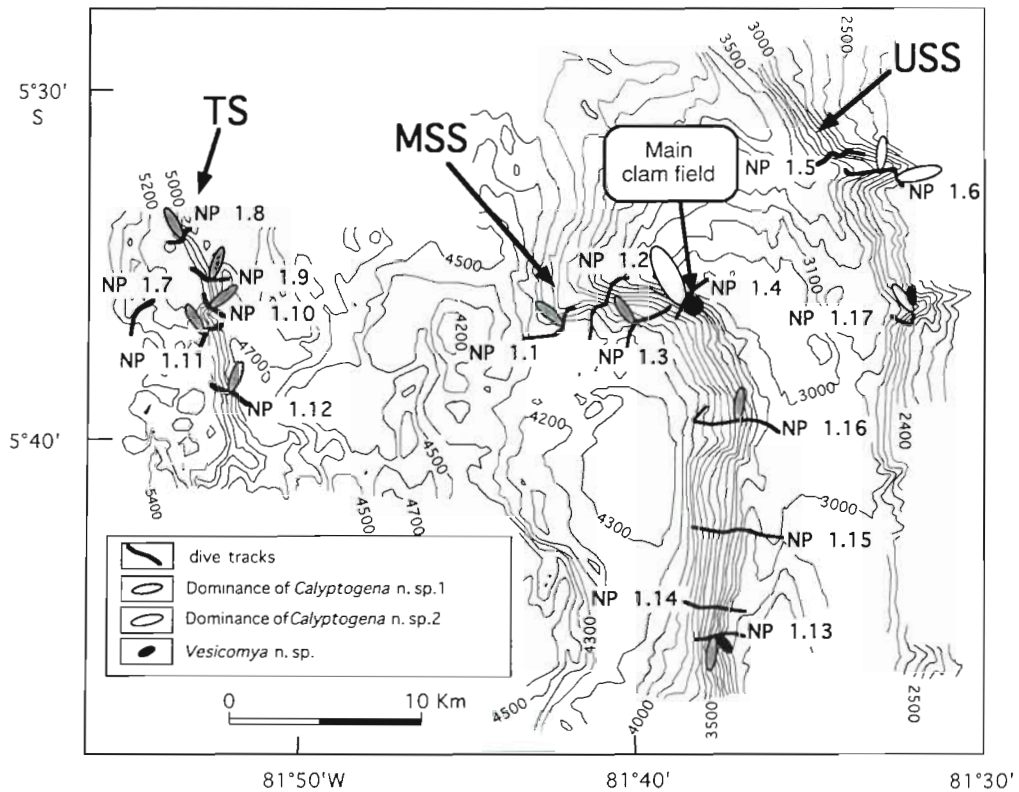 5°30'
S
5°40'
TS
MSS
USS
Main
clam field
3500
3000
2500
NP 1.5
NP 1.6
5200
5000
NP 1.8
NP 1.9
NP 1.7
NP 1.10
NP 1.11
4700
NP 1.12
4500
4200
NP 1.2
NP 1.4
3100
NP 1.17
NP 1.1
NP 1.3
3000
NP 1.16
2400
4200
4500
5400
4500
4700
4300
3000
NP 1.15
NP 1.14
NP 1.13
4300
4500
4000
3500
2500
dive tracks
Dominance of Calyptogena n. sp.1
Dominance of Calyptogena n. sp.2
Vesicomya n. sp.
0 10 Km
81°50'W
81°40'
81°30'